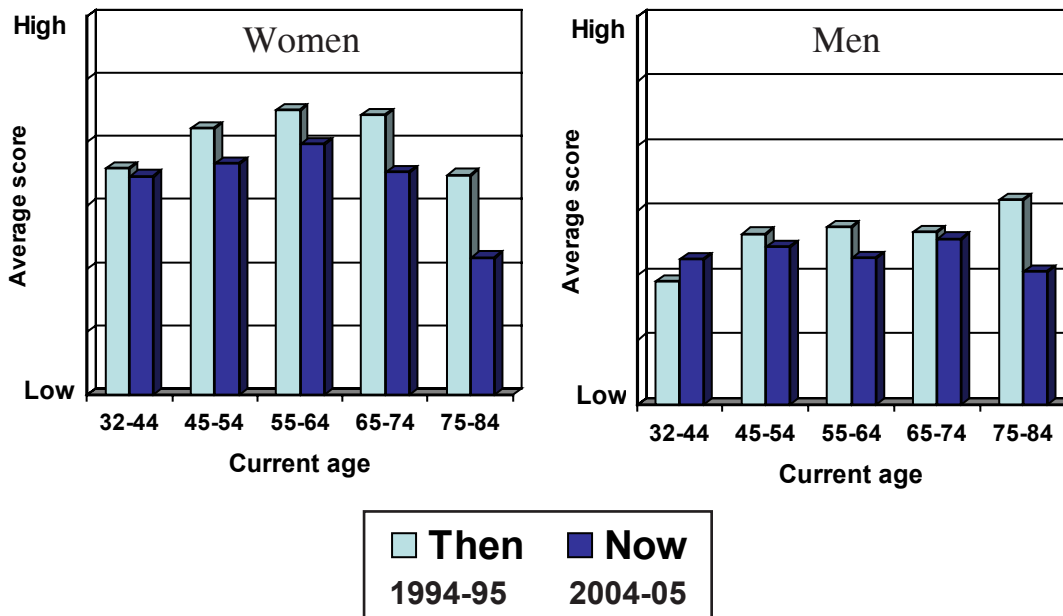 Women
High
Average score
Low
32-44 45-54 55-64 65-74 75-84
Current age
Men
High
Average score
Low
32-44 45-54 55-64 65-74 75-84
Current age
Then Now
1994-95 2004-05